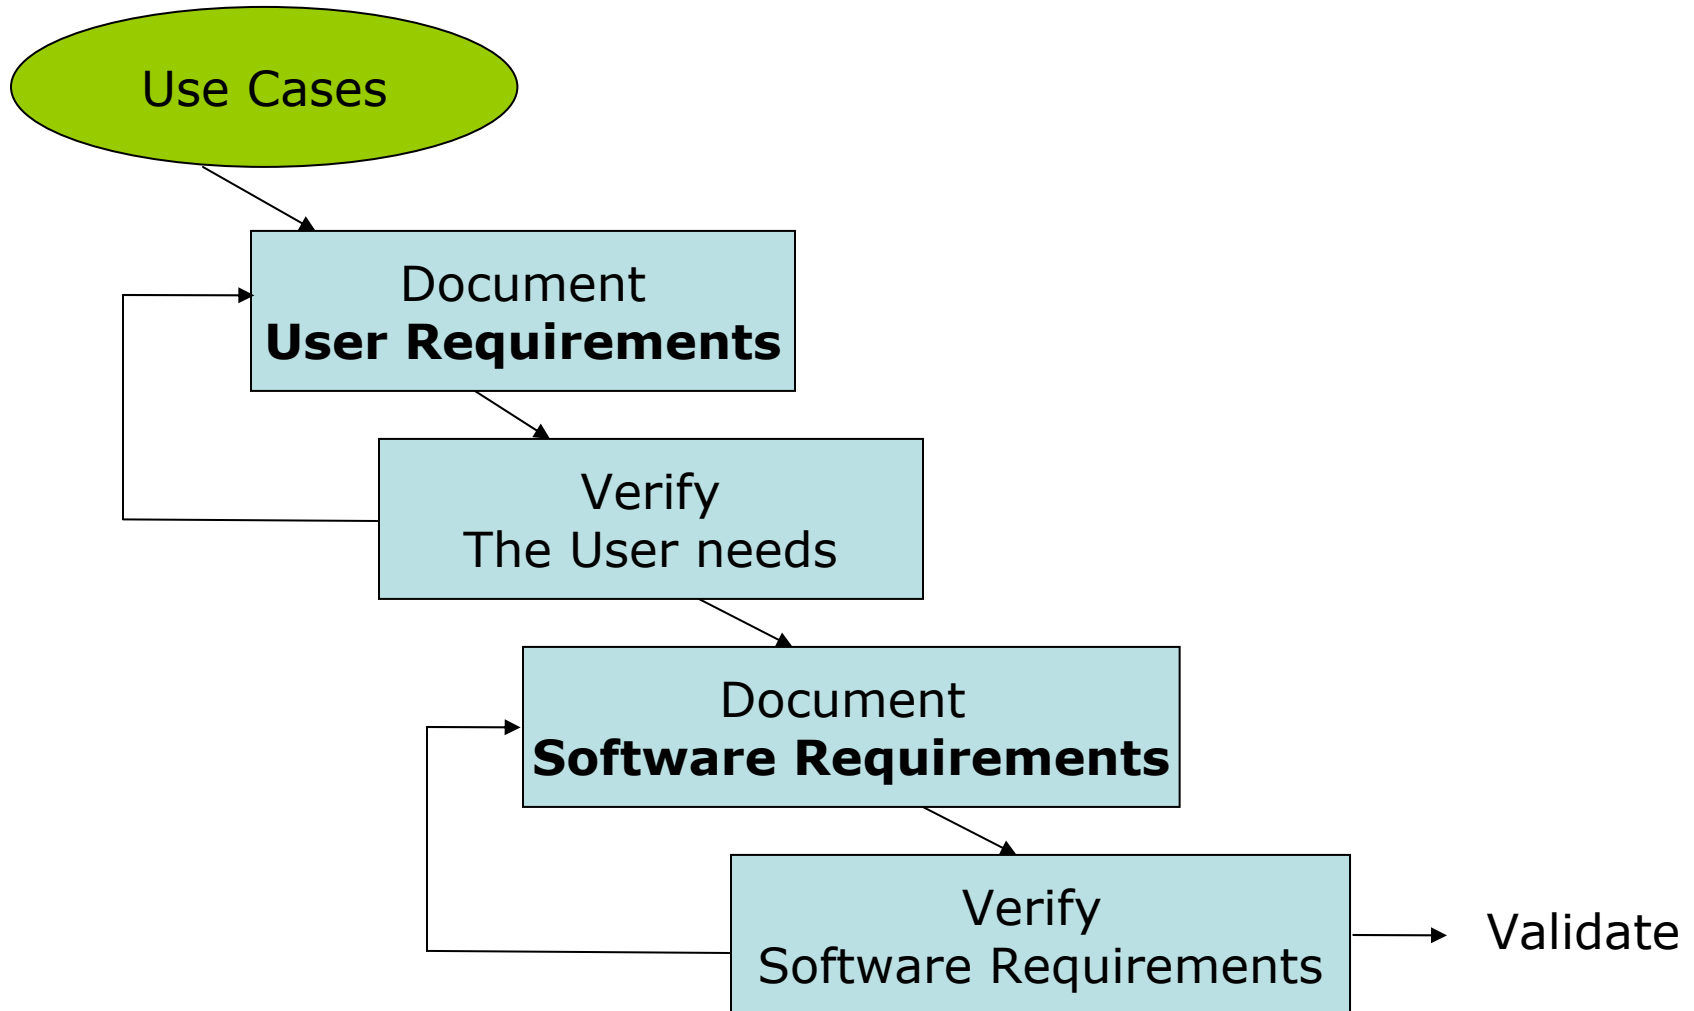 Use Cases
Document
User Requirements
Verify
The User needs
Document
Software Requirements
Verify
Software Requirements
Validate